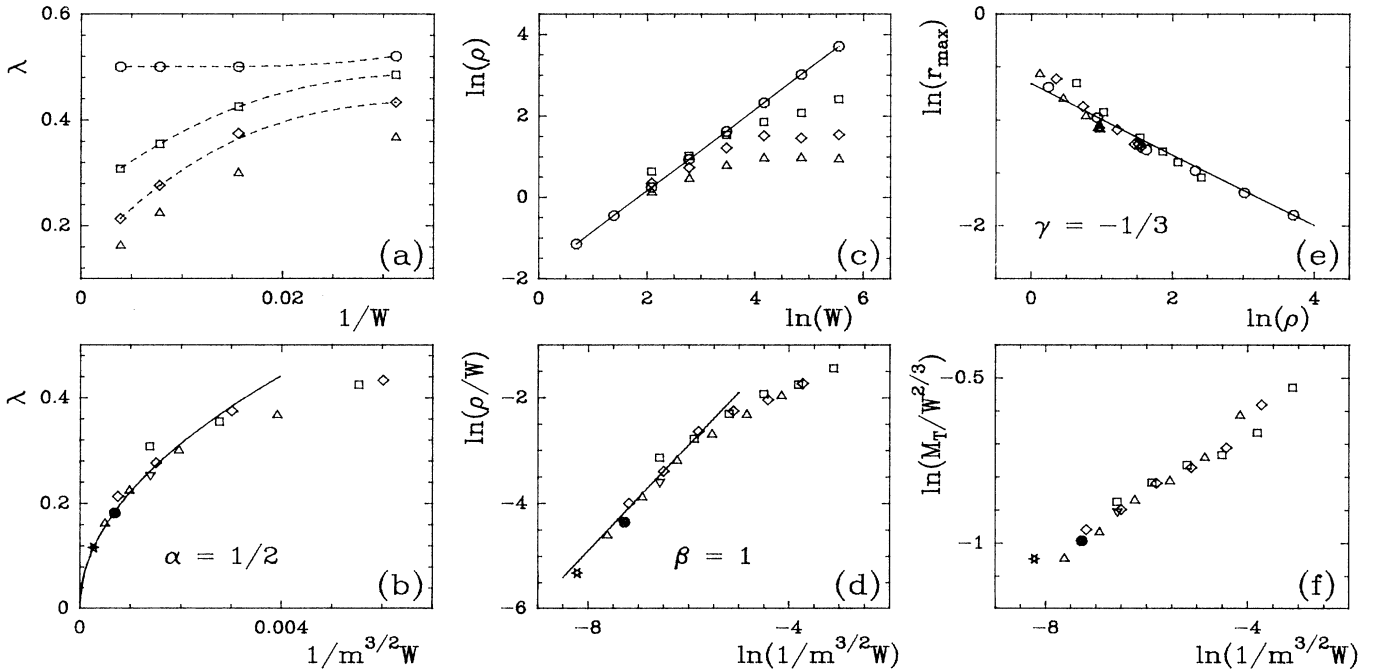 0.6
0.4
0.2
λ
0
0.02
1/W
(a)
4
2
0
−2
ln(ρ)
0
2
4
6
ln(W)
(c)
0
−2
ln(r_max)
0
2
4
γ = −1/3
ln(ρ)
(e)
0.4
0.2
0
λ
α = 1/2
0
0.004
1/m^{3/2}W
(b)
−2
−4
−6
ln(ρ/W)
β = 1
−8
−4
ln(1/m^{3/2}W)
(d)
−0.5
−1
ln(M_T/W^{2/3})
−8
−4
ln(1/m^{3/2}W)
(f)